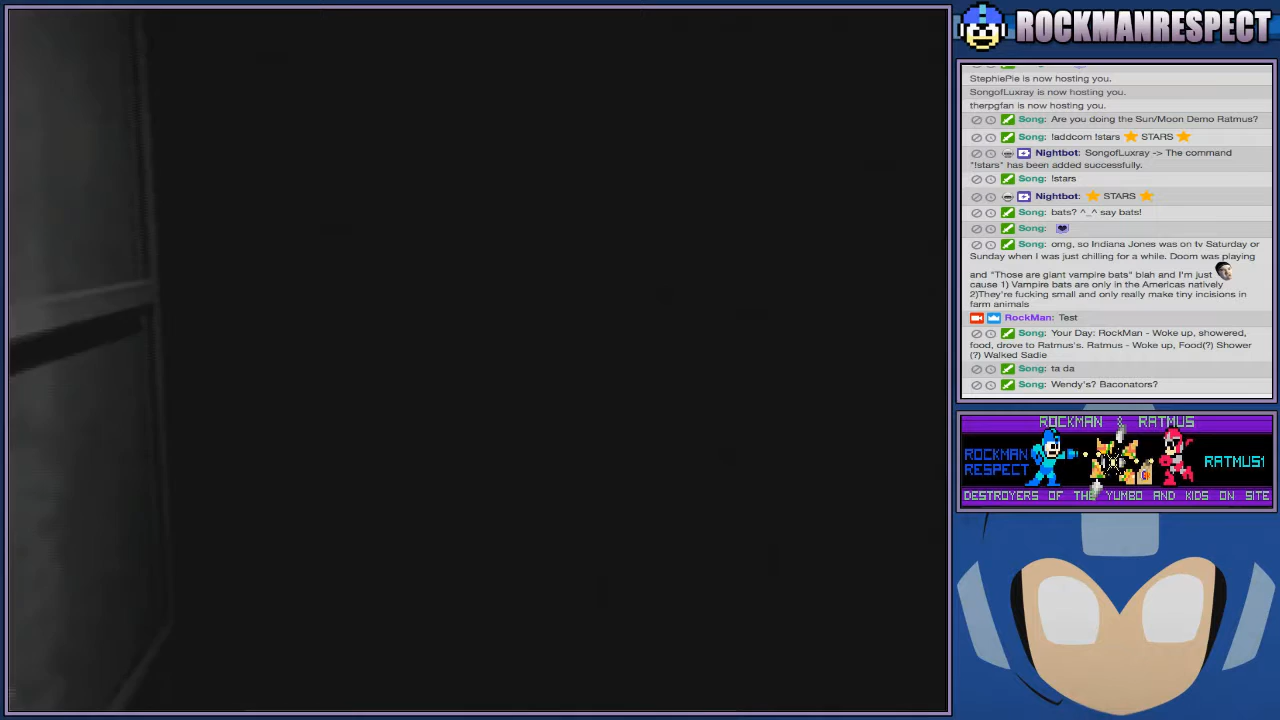 ROCKMANRESPECT
StephiePie is now hosting you.
SongofLuxray is now hosting you.
therpgfan is now hosting you.
Song: Are you doing the Sun/Moon Demo Ratmus?
Song: !addcom !stars STARS
Nightbot: SongofLuxray -> The command
"!stars" has been added successfully.
Song: !stars
Nightbot: STARS
Song: bats? ^_^ say bats!
Song:
Song: omg, so Indiana Jones was on tv Saturday or
Sunday when I was just chilling for a while. Doom was playing
and "Those are giant vampire bats" blah and I'm just
cause 1) Vampire bats are only in the Americas natively
2)They're fucking small and only really make tiny incisions in
farm animals
RockMan: Test
Song: Your Day: RockMan - Woke up, showered,
food, drove to Ratmus's. Ratmus - Woke up, Food(?) Shower
(?) Walked Sadie
Song: ta da
Song: Wendy's? Baconators?
ROCKMAN & RATMUS
ROCKMAN
RESPECT
RATMUS1
DESTROYERS OF THE YUMBO AND KIDS ON SITE